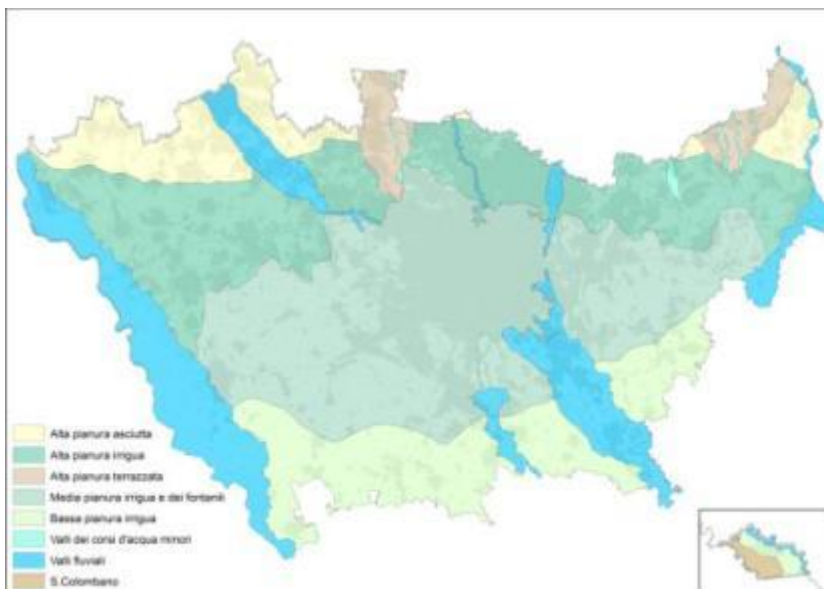 Alta pianura asciutta
Alta pianura irrigua
Alta pianura terrazzata
Media pianura irrigua e dei fontanili
Bassa pianura irrigua
Valli dei corsi d'acqua minori
Valli fluviali
S.Colombano